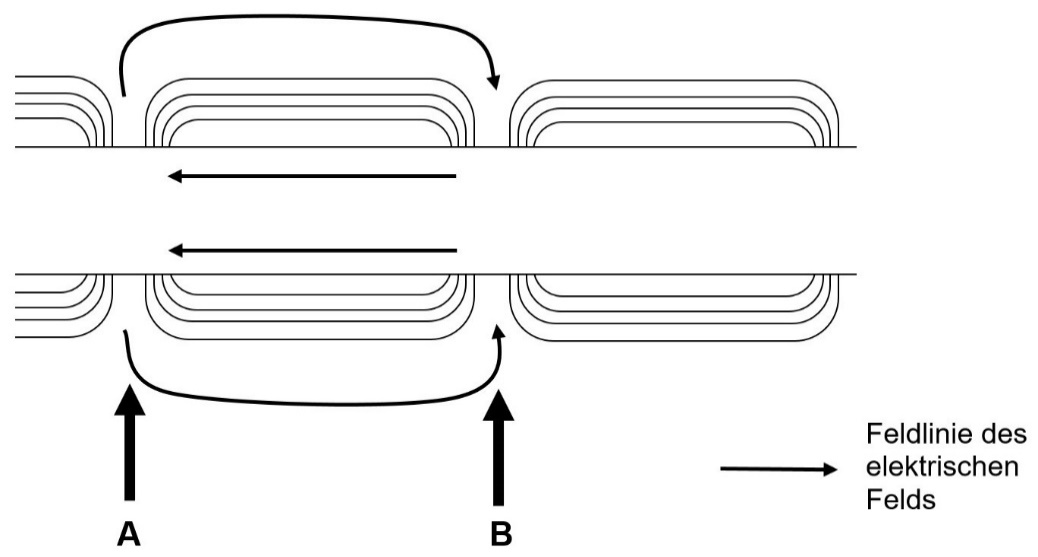 Feldlinie des
elektrischen
Felds
A
B